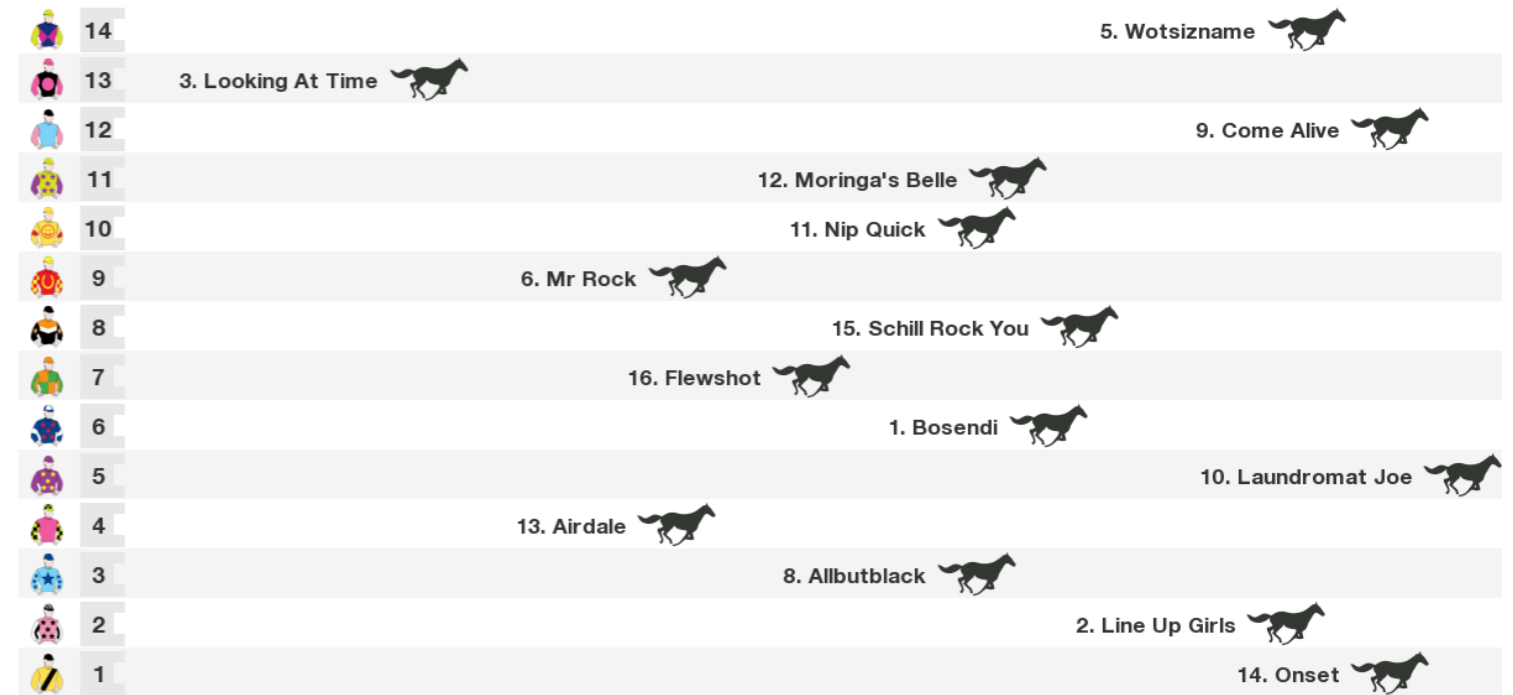 14 5. Wotsizname
13 3. Looking At Time
12 9. Come Alive
11 12. Moringa's Belle
10 11. Nip Quick
9 6. Mr Rock
8 15. Schill Rock You
7 16. Flewshot
6 1. Bosendi
5 10. Laundromat Joe
4 13. Airdale
3 8. Allbutblack
2 2. Line Up Girls
1 14. Onset